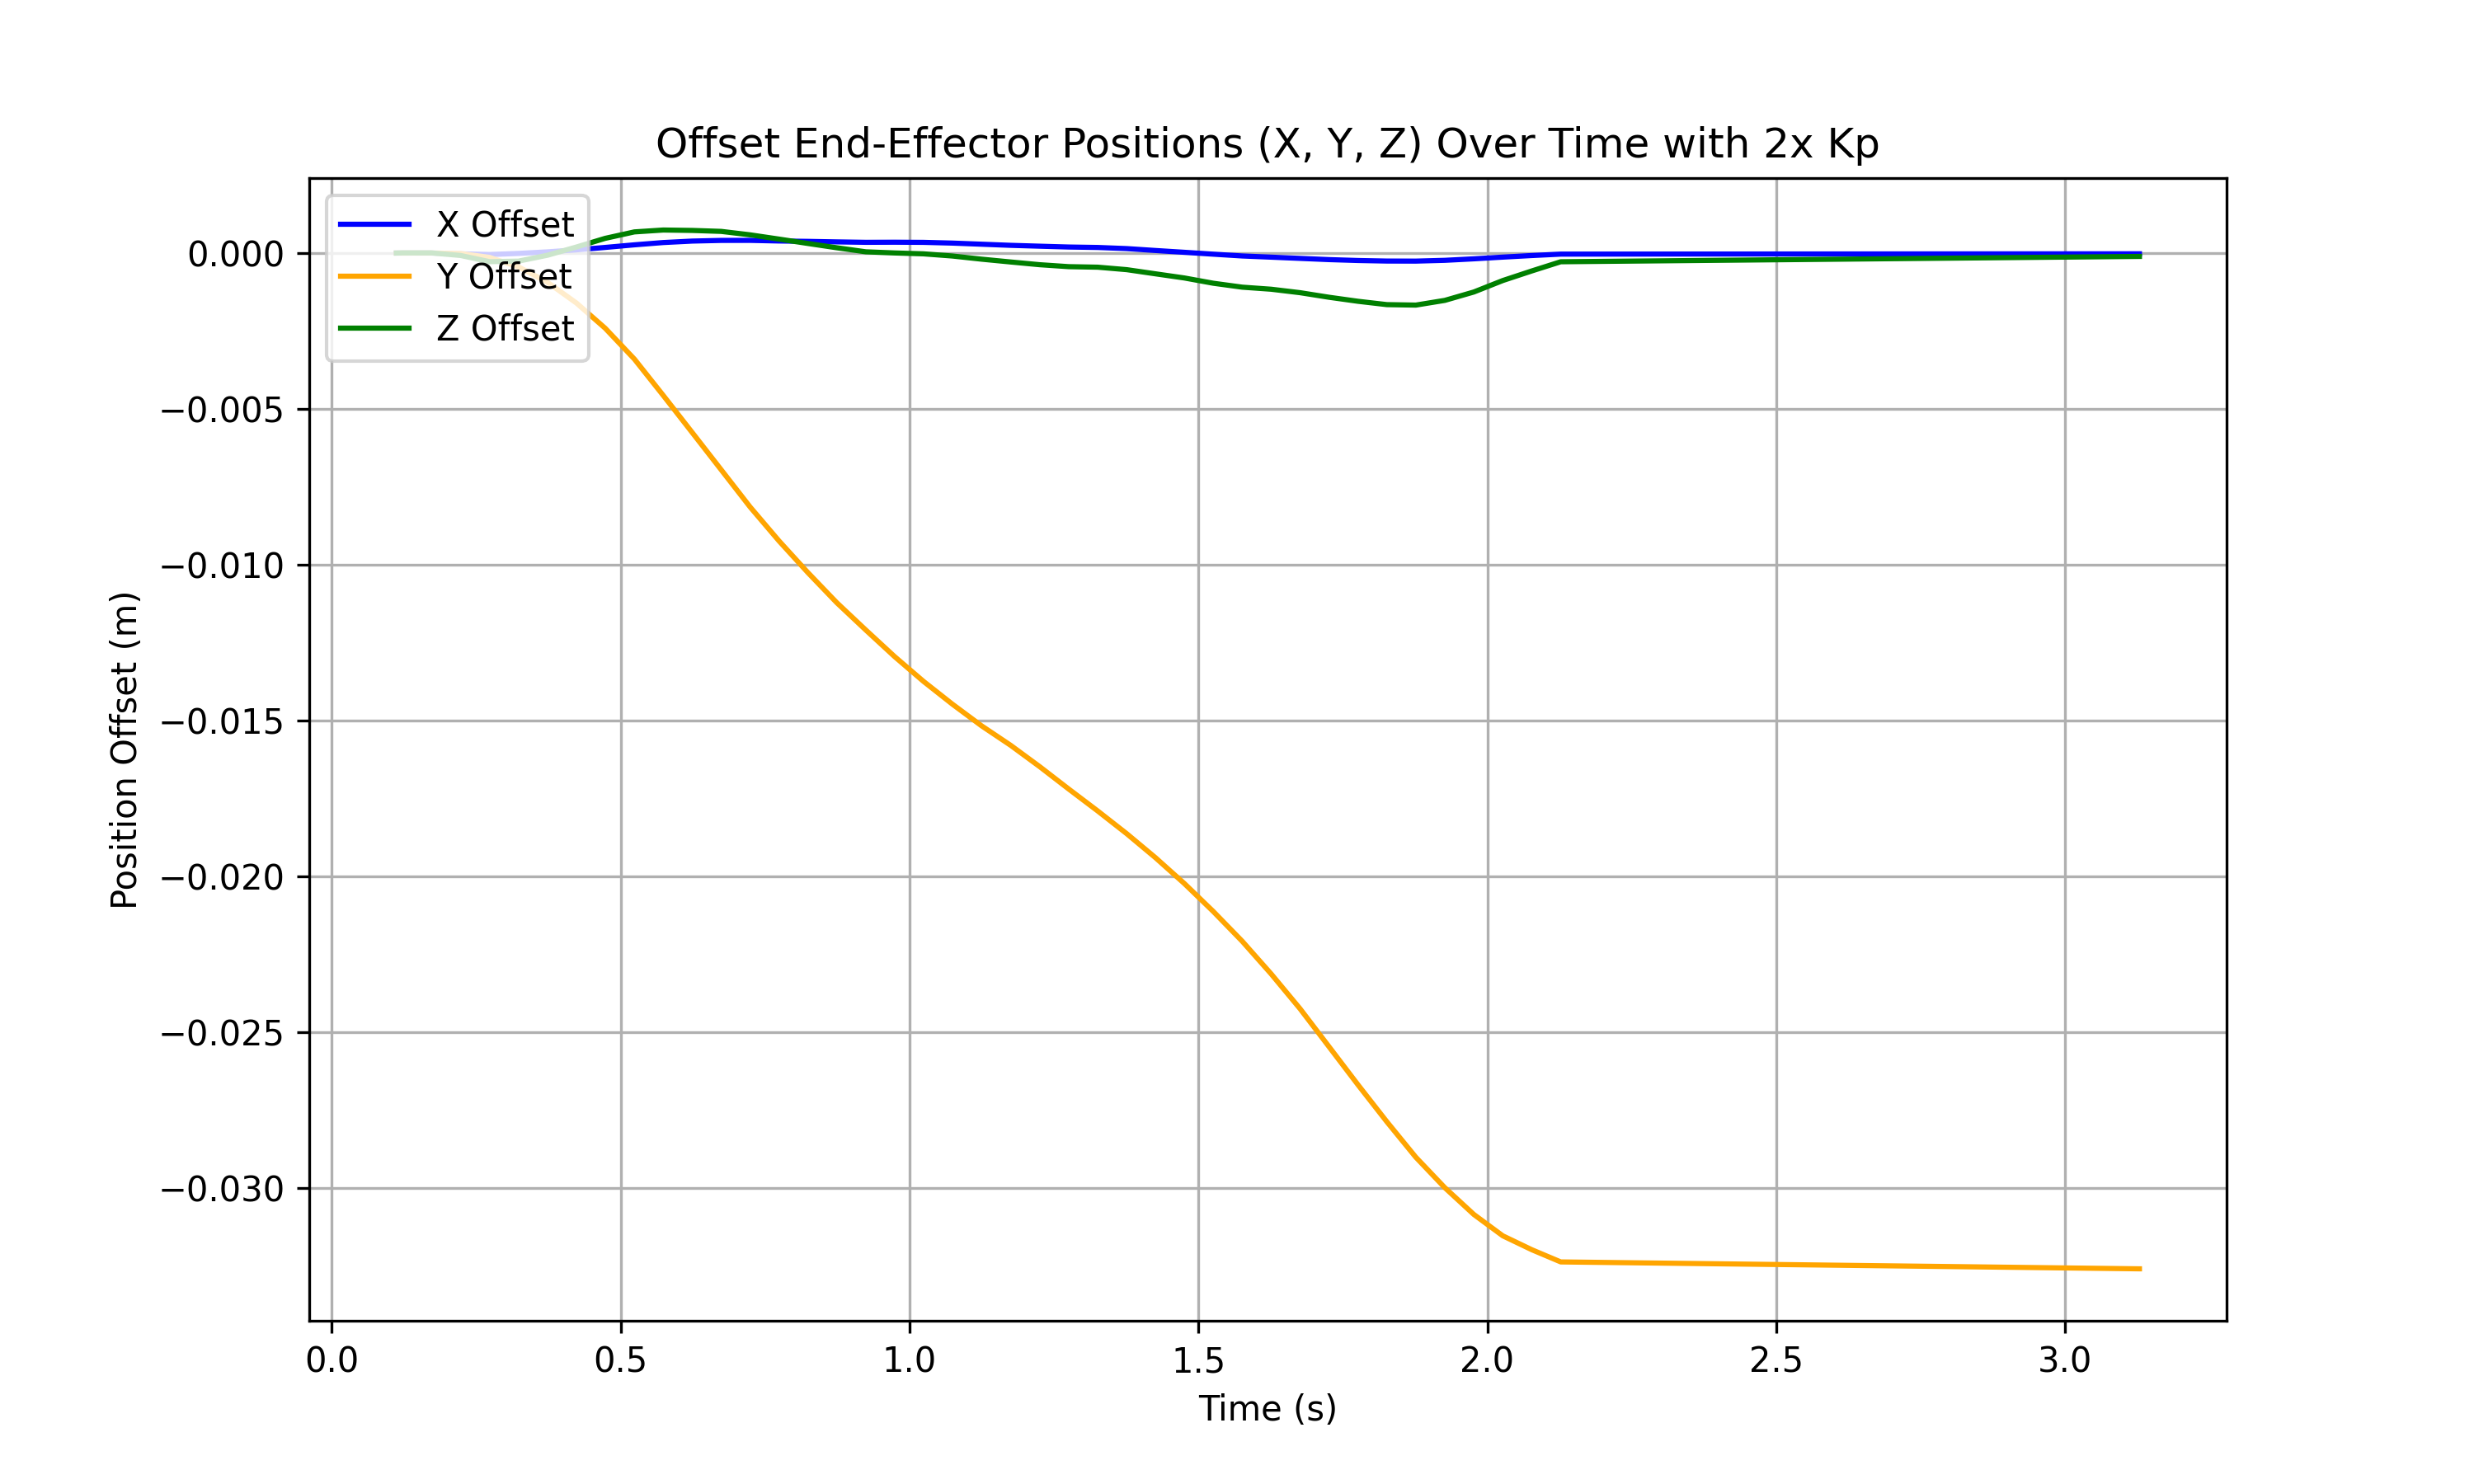 Offset End-Effector Positions (X, Y, Z) Over Time with 2x Kp
X Offset
Y Offset
Z Offset
0.000
−0.005
−0.010
−0.015
−0.020
−0.025
−0.030
Position Offset (m)
0.0 0.5 1.0 1.5 2.0 2.5 3.0
Time (s)